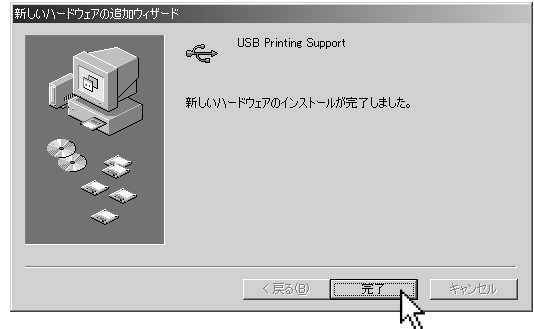 新しいハードウェアの追加ウィザード
USB Printing Support
新しいハードウェアのインストールが完了しました。
< 戻る(B)
完了
キャンセル